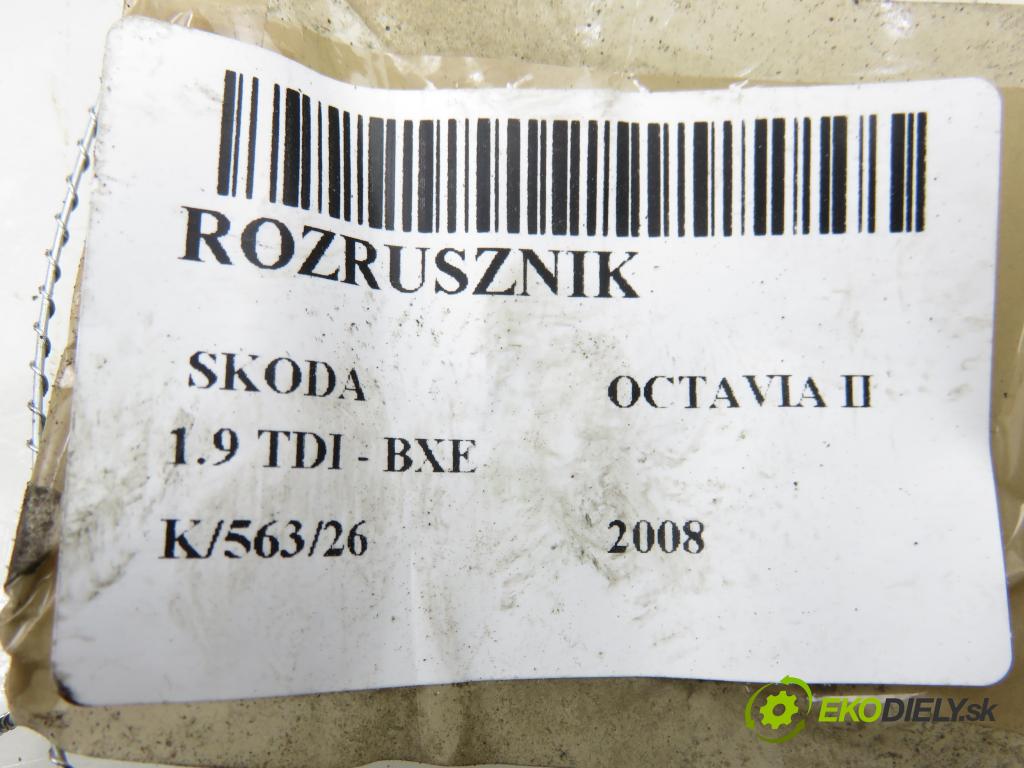 ROZRUSZNIK
SKODA OCTAVIA II
1.9 TDI - BXE
K/563/26 2008
EKODIELY.sk